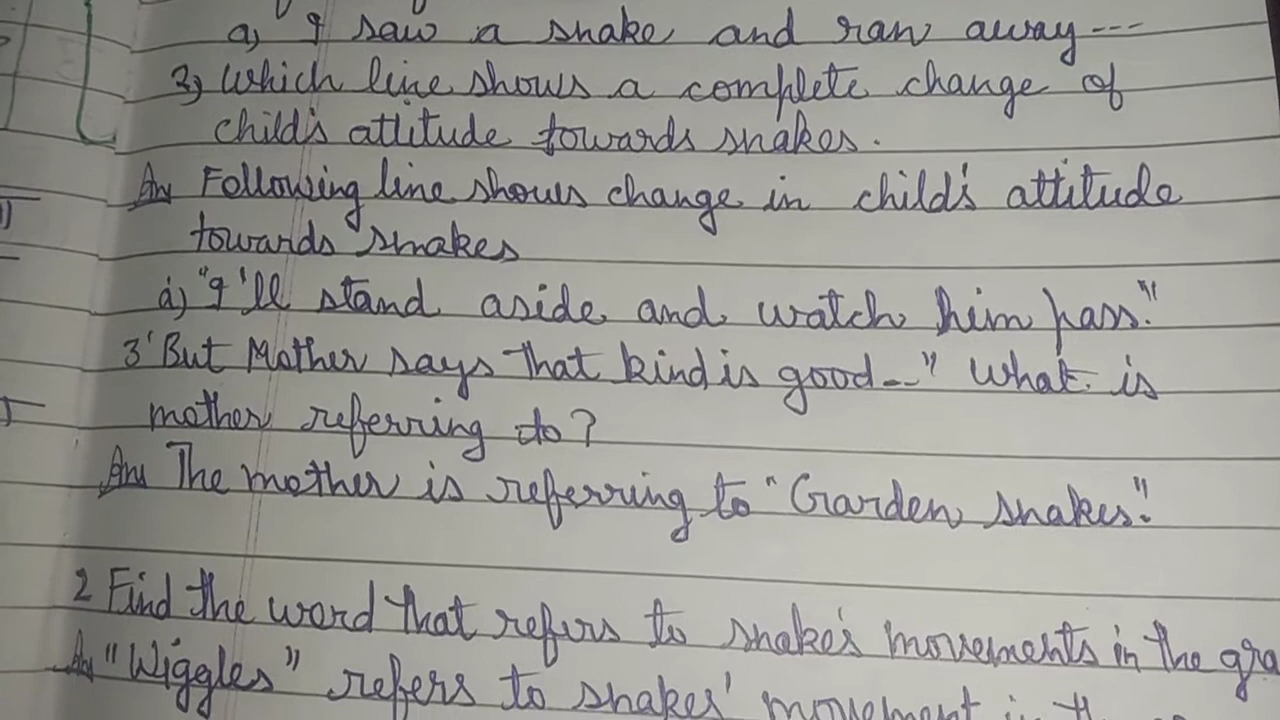 a) I saw a snake and ran away---
3) Which line shows a complete change of
child's attitude towards snakes.
Ans Following line shows change in child's attitude
towards snakes
a) "I'll stand aside and watch him pass."
3 'But Mother says that kind is good--" What is
mother referring to?
Ans The mother is referring to "Garden snakes."
2 Find the word that refers to snake's movements in the gra
Ans "Wiggles" refers to snakes' movement in